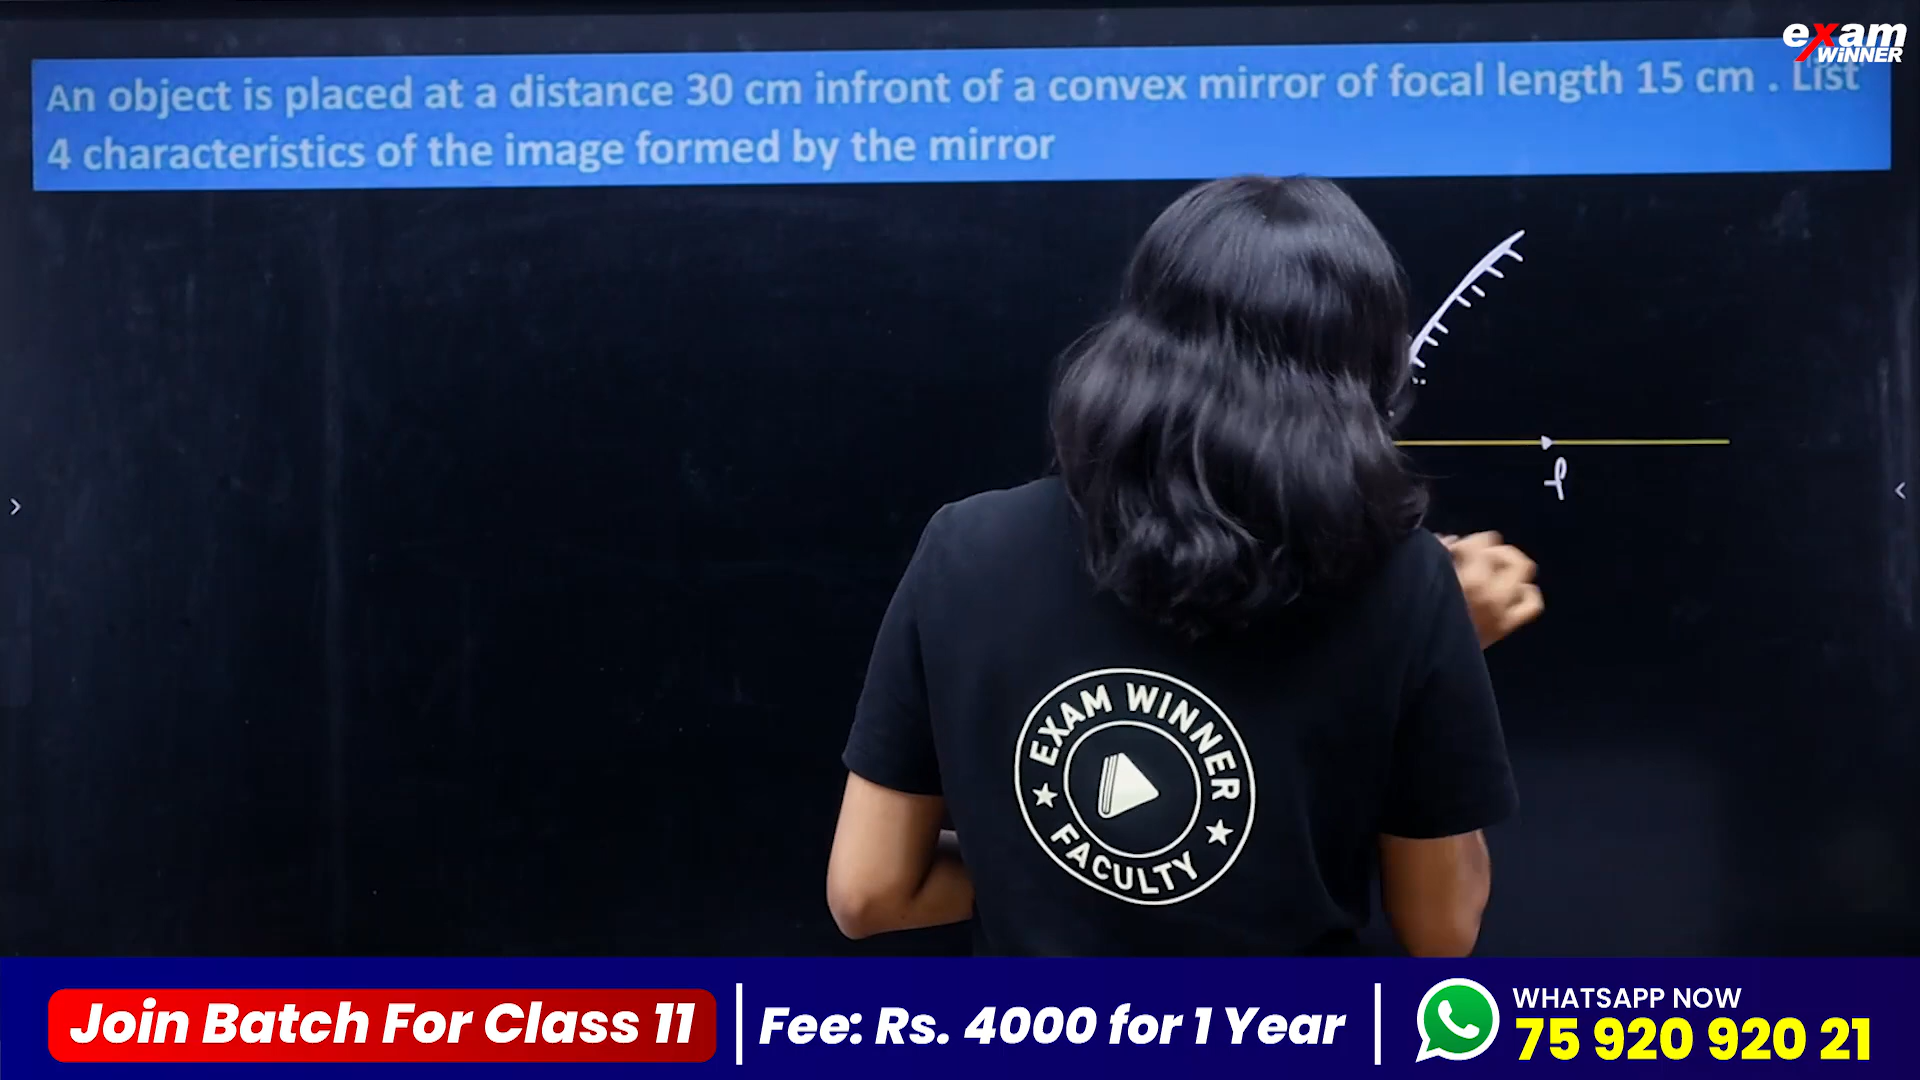 exam
WiNNER
An object is placed at a distance 30 cm infront of a convex mirror of focal length 15 cm . List
4 characteristics of the image formed by the mirror
EXAM WINNER
FACULTY
Join Batch For Class 11
Fee: Rs. 4000 for 1 Year
WHATSAPP NOW
75 920 920 21